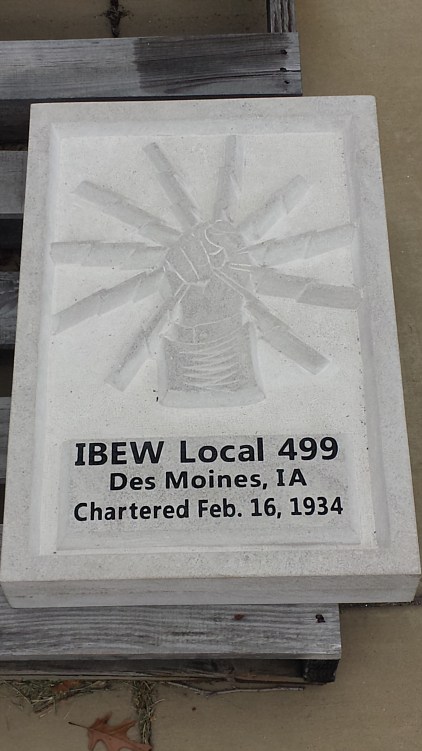 IBEW Local 499
Des Moines, IA
Chartered Feb. 16, 1934